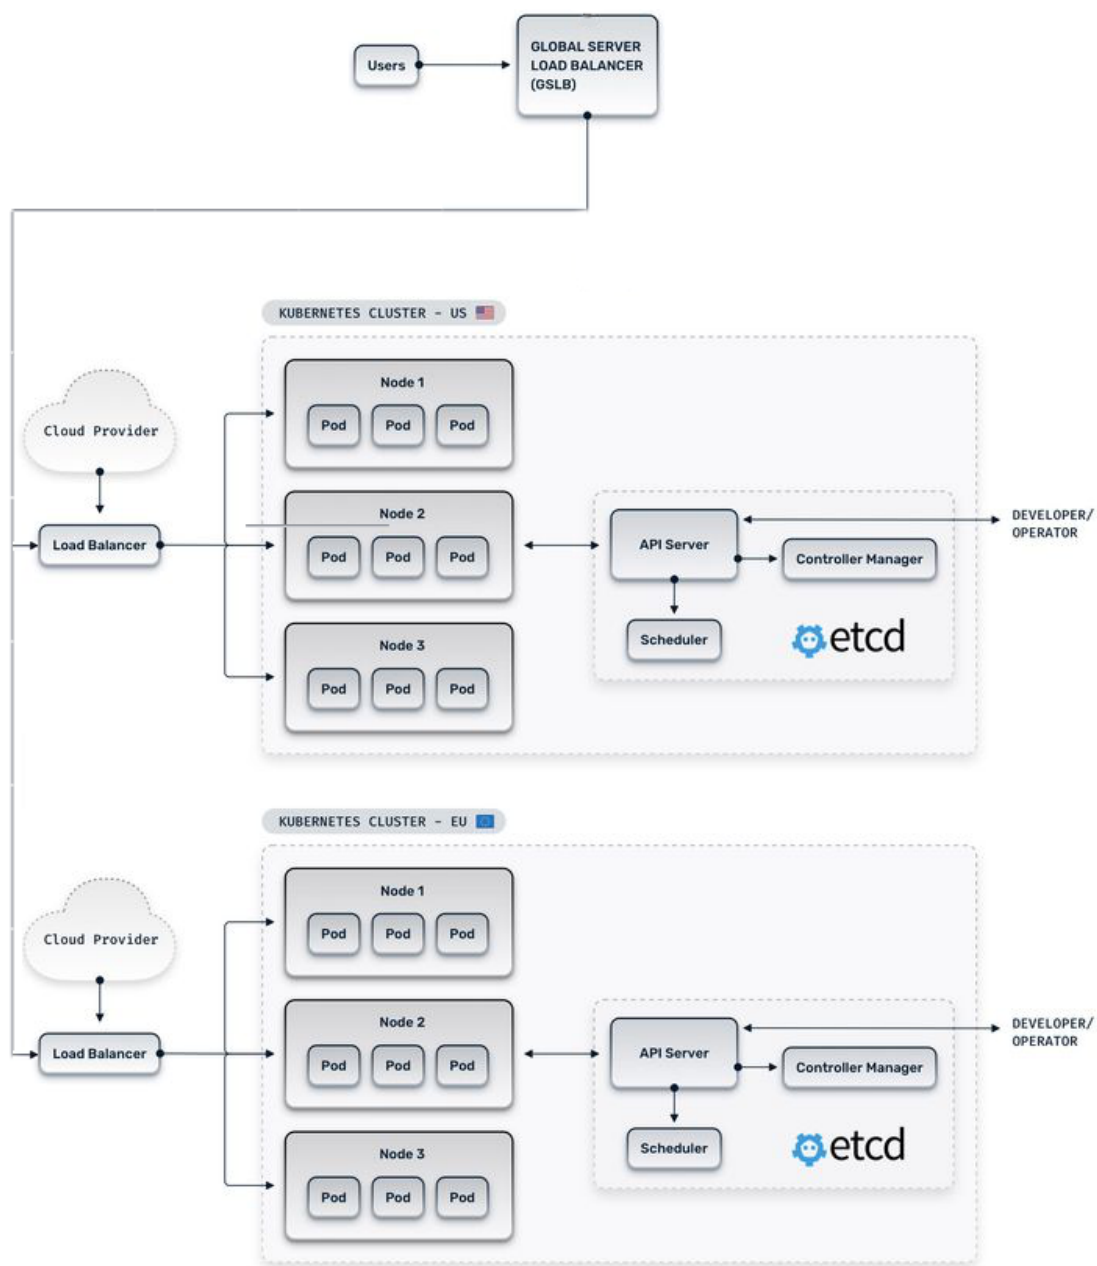 Users
GLOBAL SERVER
LOAD BALANCER
(GSLB)
KUBERNETES CLUSTER - US
Node 1
Pod Pod Pod
Cloud Provider
Node 2
Pod Pod Pod
Load Balancer
API Server
DEVELOPER/
OPERATOR
Controller Manager
Node 3
Pod Pod Pod
Scheduler
etcd
KUBERNETES CLUSTER - EU
Node 1
Pod Pod Pod
Cloud Provider
Node 2
Pod Pod Pod
Load Balancer
API Server
DEVELOPER/
OPERATOR
Controller Manager
Node 3
Pod Pod Pod
Scheduler
etcd